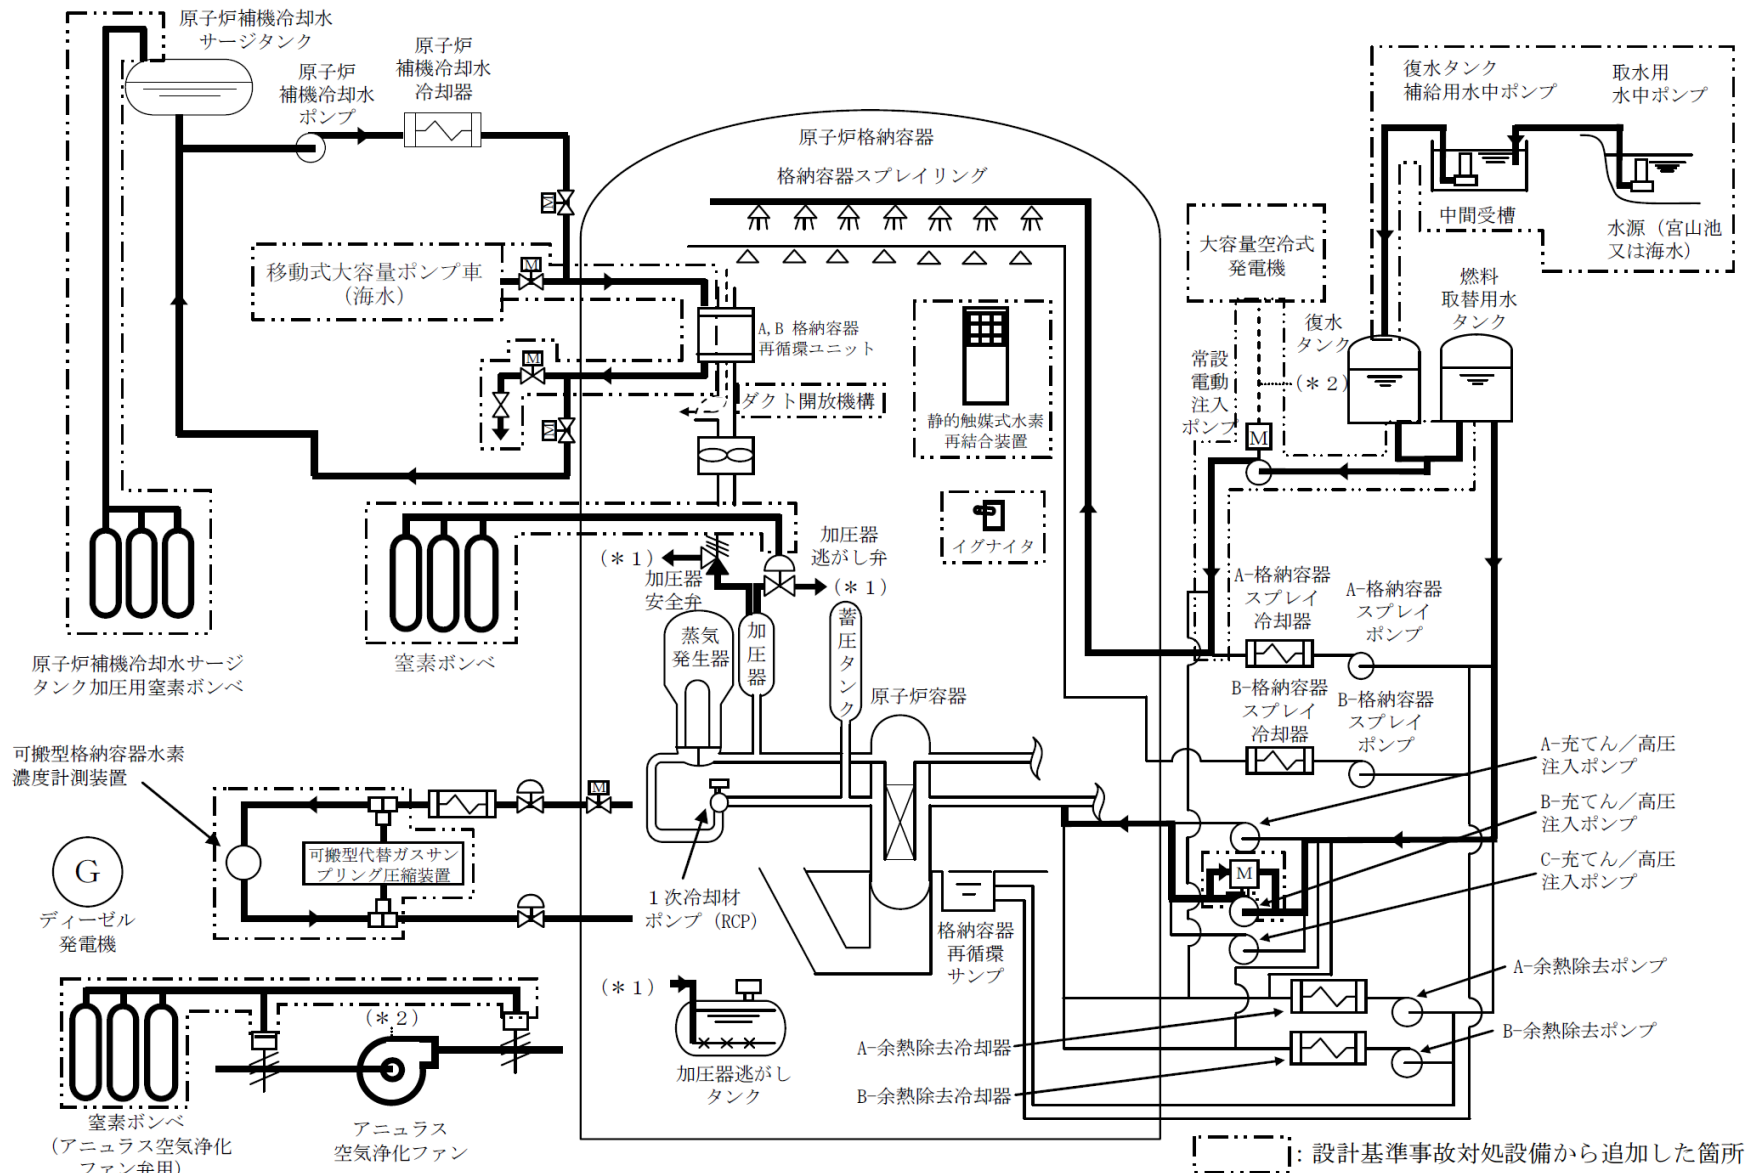 原子炉補機冷却水
サージタンク
原子炉
補機冷却水
ポンプ
原子炉
補機冷却水
冷却器
原子炉格納容器
格納容器スプレイリング
復水タンク
補給用水中ポンプ
取水用
水中ポンプ
中間受槽
水源（宮山池
又は海水）
大容量空冷式
発電機
燃料
取替用水
タンク
復水
タンク
常設
電動
注入
ポンプ
(＊２)
M
M
移動式大容量ポンプ車
（海水）
M
A,B 格納容器
再循環ユニット
M
M
ダクト開放機構
静的触媒式水素
再結合装置
イグナイタ
加圧器
逃がし弁
(＊１)
(＊１)
加圧器
安全弁
窒素ボンベ
原子炉補機冷却水サージ
タンク加圧用窒素ボンベ
蒸気
発生器
加
圧
器
蓄
圧
タ
ン
ク
原子炉容器
A-格納容器
スプレイ
冷却器
A-格納容器
スプレイ
ポンプ
B-格納容器
スプレイ
冷却器
B-格納容器
スプレイ
ポンプ
A-充てん／高圧
注入ポンプ
B-充てん／高圧
注入ポンプ
C-充てん／高圧
注入ポンプ
M
可搬型格納容器水素
濃度計測装置
M
可搬型代替ガスサン
プリング圧縮装置
G
ディーゼル
発電機
１次冷却材
ポンプ（RCP）
格納容器
再循環
サンプ
A-余熱除去ポンプ
B-余熱除去ポンプ
A-余熱除去冷却器
B-余熱除去冷却器
(＊１)
加圧器逃がし
タンク
(＊２)
窒素ボンベ
（アニュラス空気浄化
ファン弁用）
アニュラス
空気浄化ファン
：設計基準事故対処設備から追加した箇所